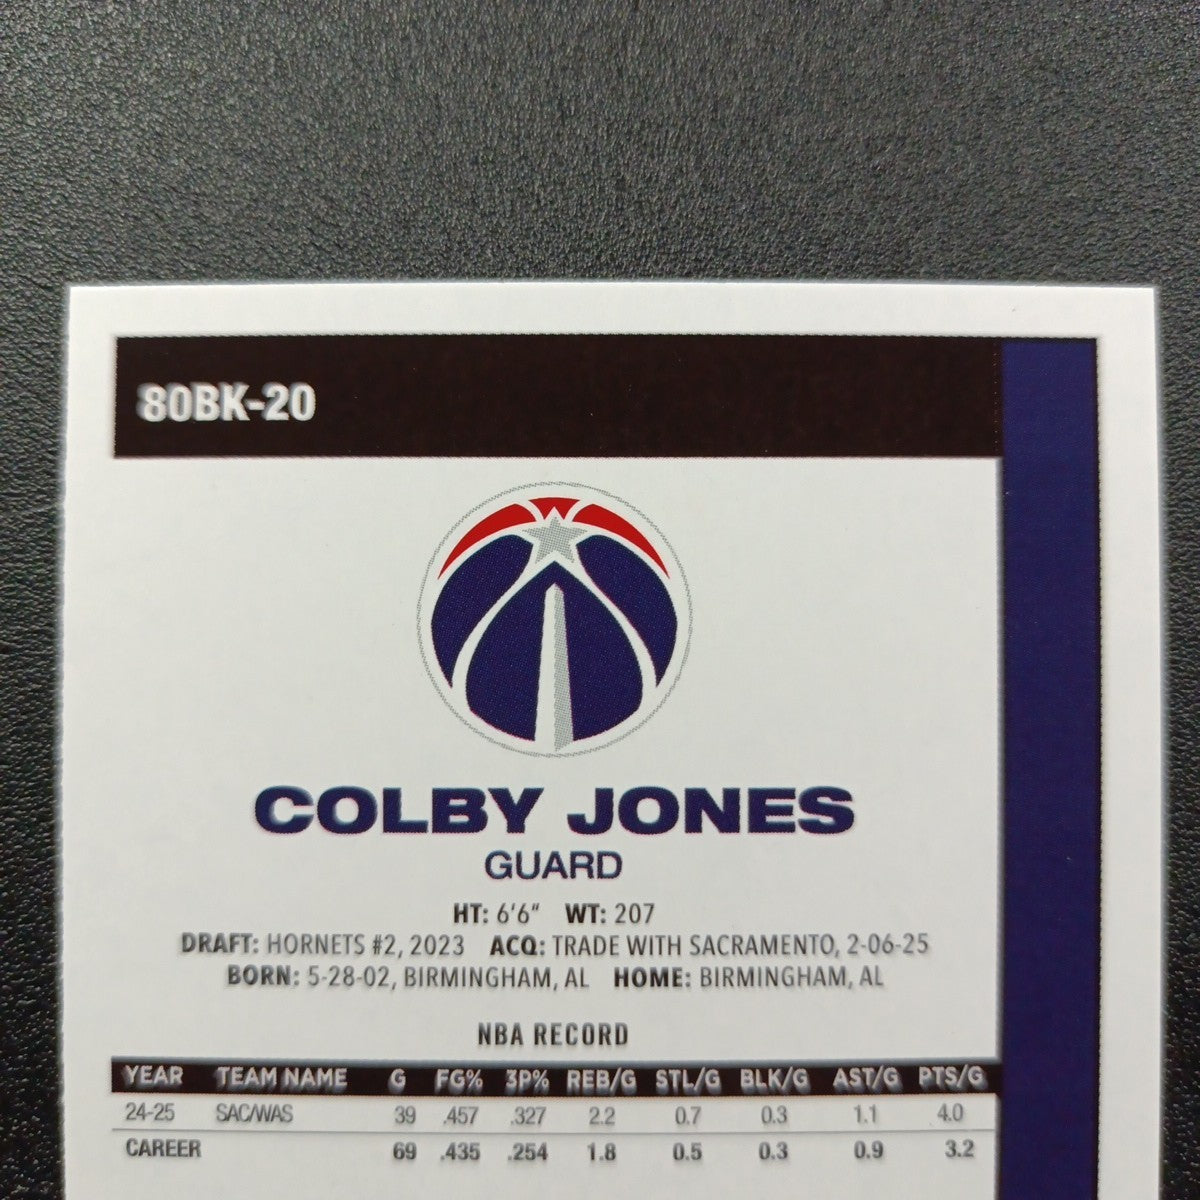 80BK-20
COLBY JONES
GUARD
HT: 6'6" WT: 207
DRAFT: HORNETS #2, 2023 ACQ: TRADE WITH SACRAMENTO, 2-06-25
BORN: 5-28-02, BIRMINGHAM, AL HOME: BIRMINGHAM, AL
NBA RECORD
YEAR TEAM NAME G FG% 3P% REB/G STL/G BLK/G AST/G PTS/G
24-25 SAC/WAS 39 .457 .327 2.2 0.7 0.3 1.1 4.0
CAREER 69 .435 .254 1.8 0.5 0.3 0.9 3.2